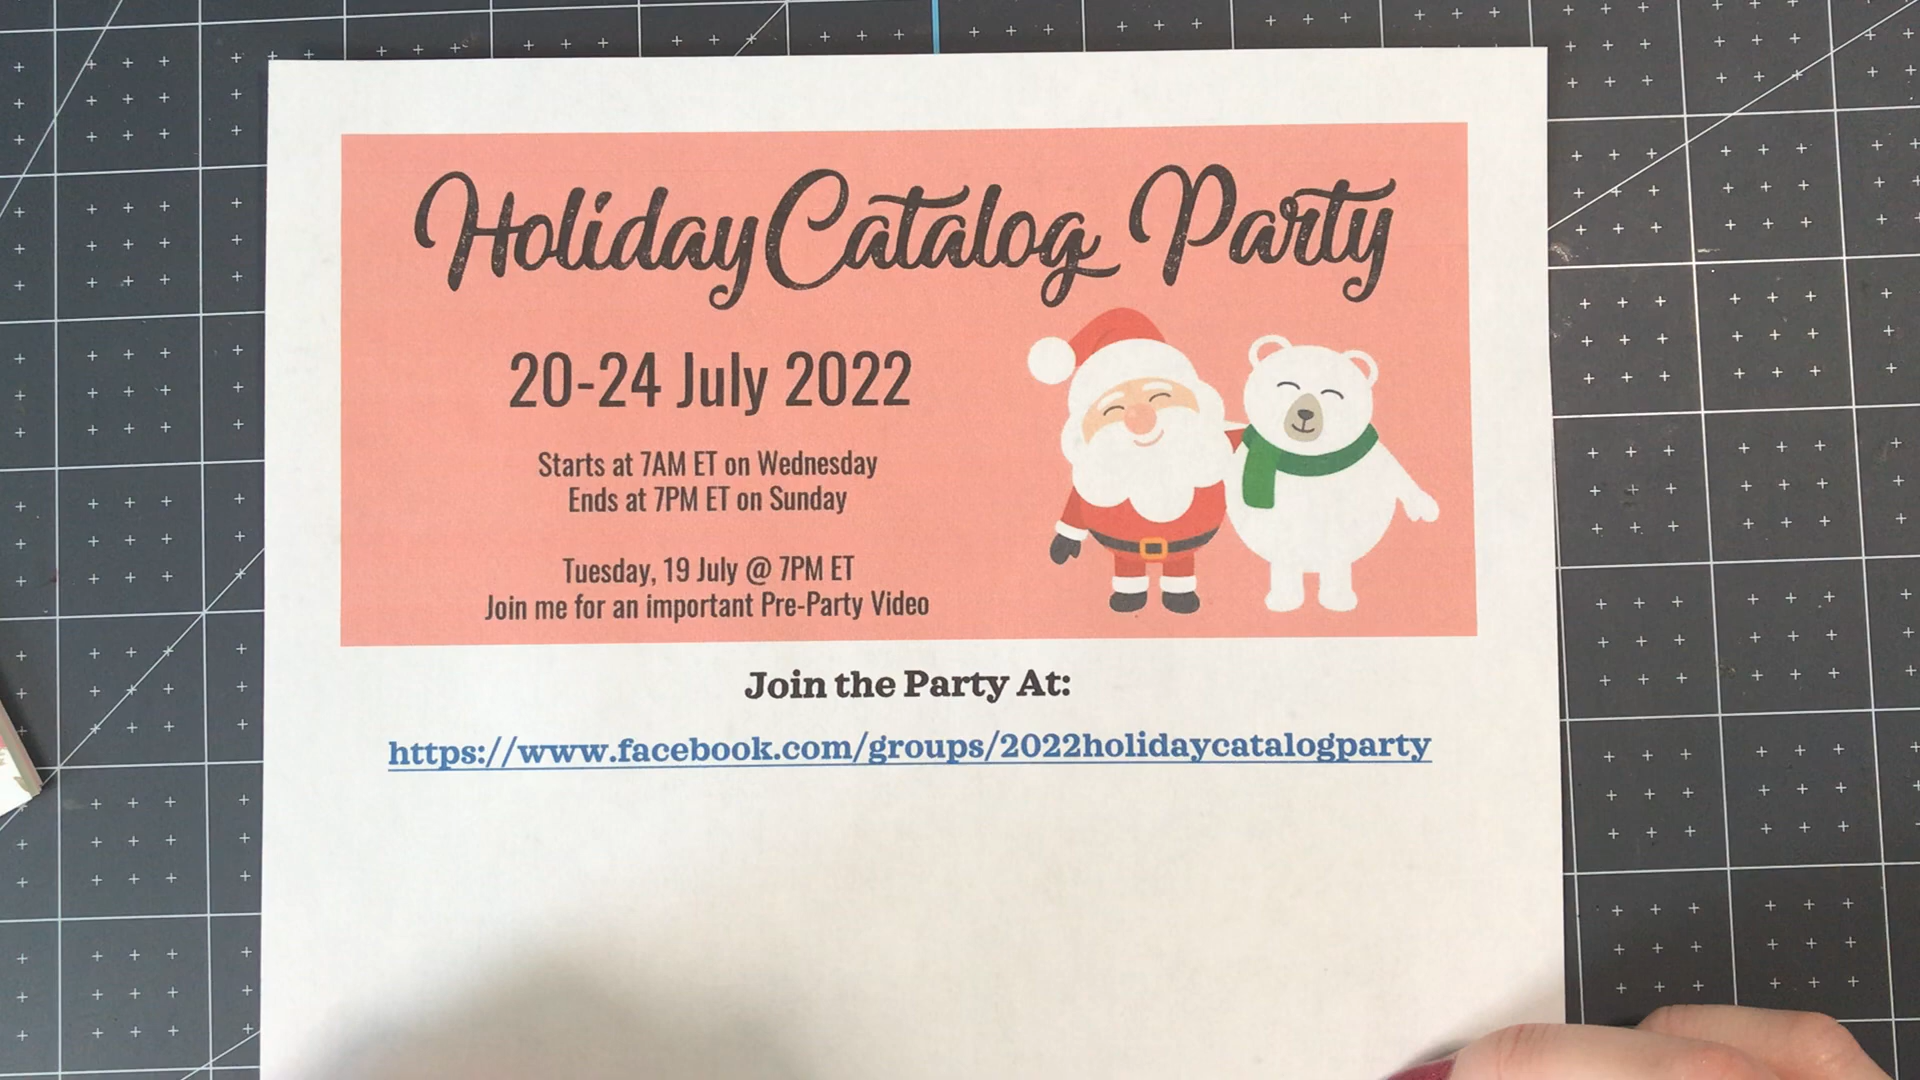 Holiday Catalog Party
20-24 July 2022
Starts at 7AM ET on Wednesday
Ends at 7PM ET on Sunday
Tuesday, 19 July @ 7PM ET
Join me for an important Pre-Party Video
Join the Party At:
https://www.facebook.com/groups/2022holidaycatalogparty